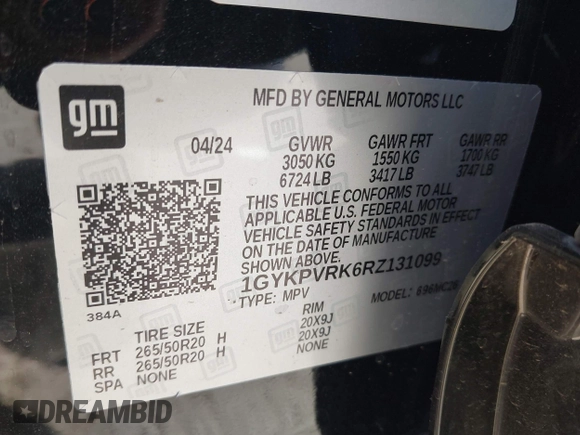 gm
MFD BY GENERAL MOTORS LLC
04/24 GVWR GAWR FRT GAWR RR
3050 KG 1550 KG 1700 KG
6724 LB 3417 LB 3747 LB
THIS VEHICLE CONFORMS TO ALL
APPLICABLE U.S. FEDERAL MOTOR
VEHICLE SAFETY STANDARDS IN EFFECT
ON THE DATE OF MANUFACTURE
SHOWN ABOVE.
1GYKPVRK6RZ131099
TYPE: MPV MODEL:
384A
TIRE SIZE RIM
FRT 265/50R20 H 20X9J
RR 265/50R20 H 20X9J
SPA NONE NONE
DREAMBID